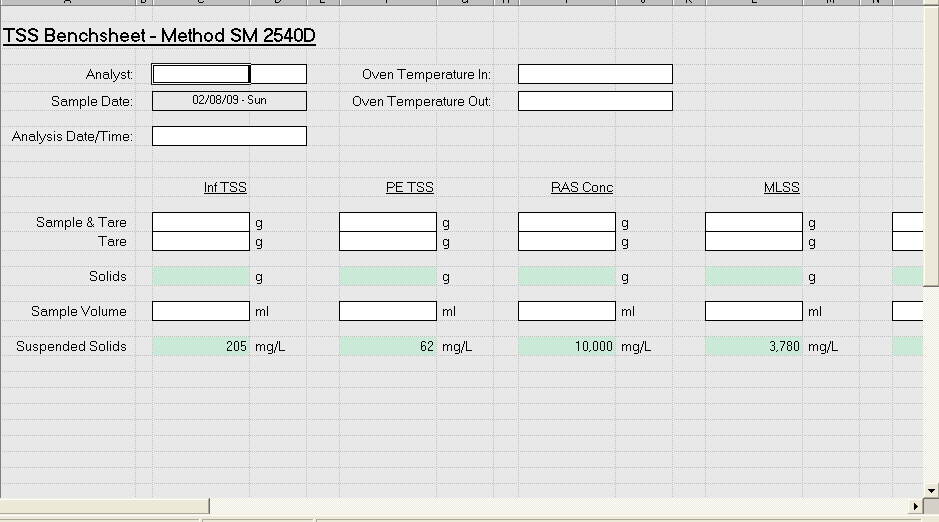 TSS Benchsheet - Method SM 2540D
Analyst: Oven Temperature In:
Sample Date: 02/08/09 - Sun Oven Temperature Out:
Analysis Date/Time:
Inf TSS PE TSS RAS Conc MLSS
Sample & Tare g g g g
Tare g g g g
Solids g g g g
Sample Volume ml ml ml ml
Suspended Solids 205 mg/L 62 mg/L 10,000 mg/L 3,780 mg/L